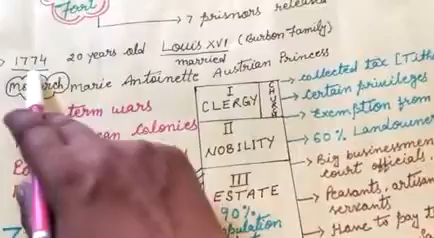 Fort
→ 7 prisnors released
1774 20 years old Louis XVI (Burbon Family)
married
Marie Antoinette Austrian Princess
term wars
Colonies
I
CLERGY
II
NOBILITY
III
ESTATE
90%
→ collected tax
→ Certain privileges
→ Exemption from
→ 60% Landowner
→ Big businessmen
court officials,
→ Peasants, artisan
servants
→ Have to pay t